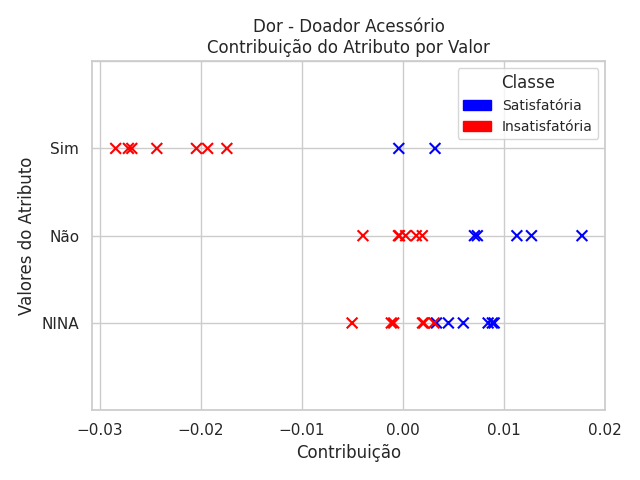 Dor - Doador Acessório
Contribuição do Atributo por Valor
Classe
Satisfatória
Insatisfatória
Valores do Atributo
Sim
Não
NINA
−0.03 −0.02 −0.01 0.00 0.01 0.02
Contribuição